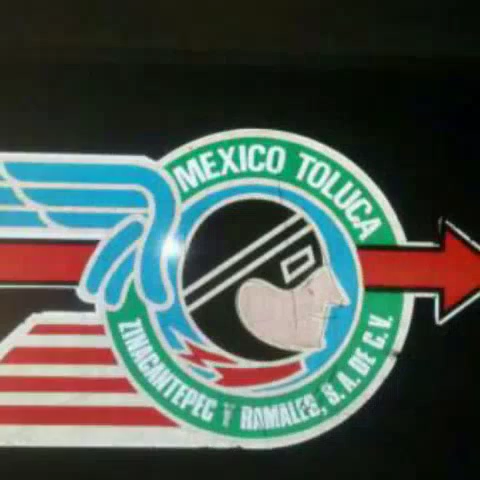 MEXICO TOLUCA
ZINACANTEPEC Y RAMALES, S. A. DE C. V.